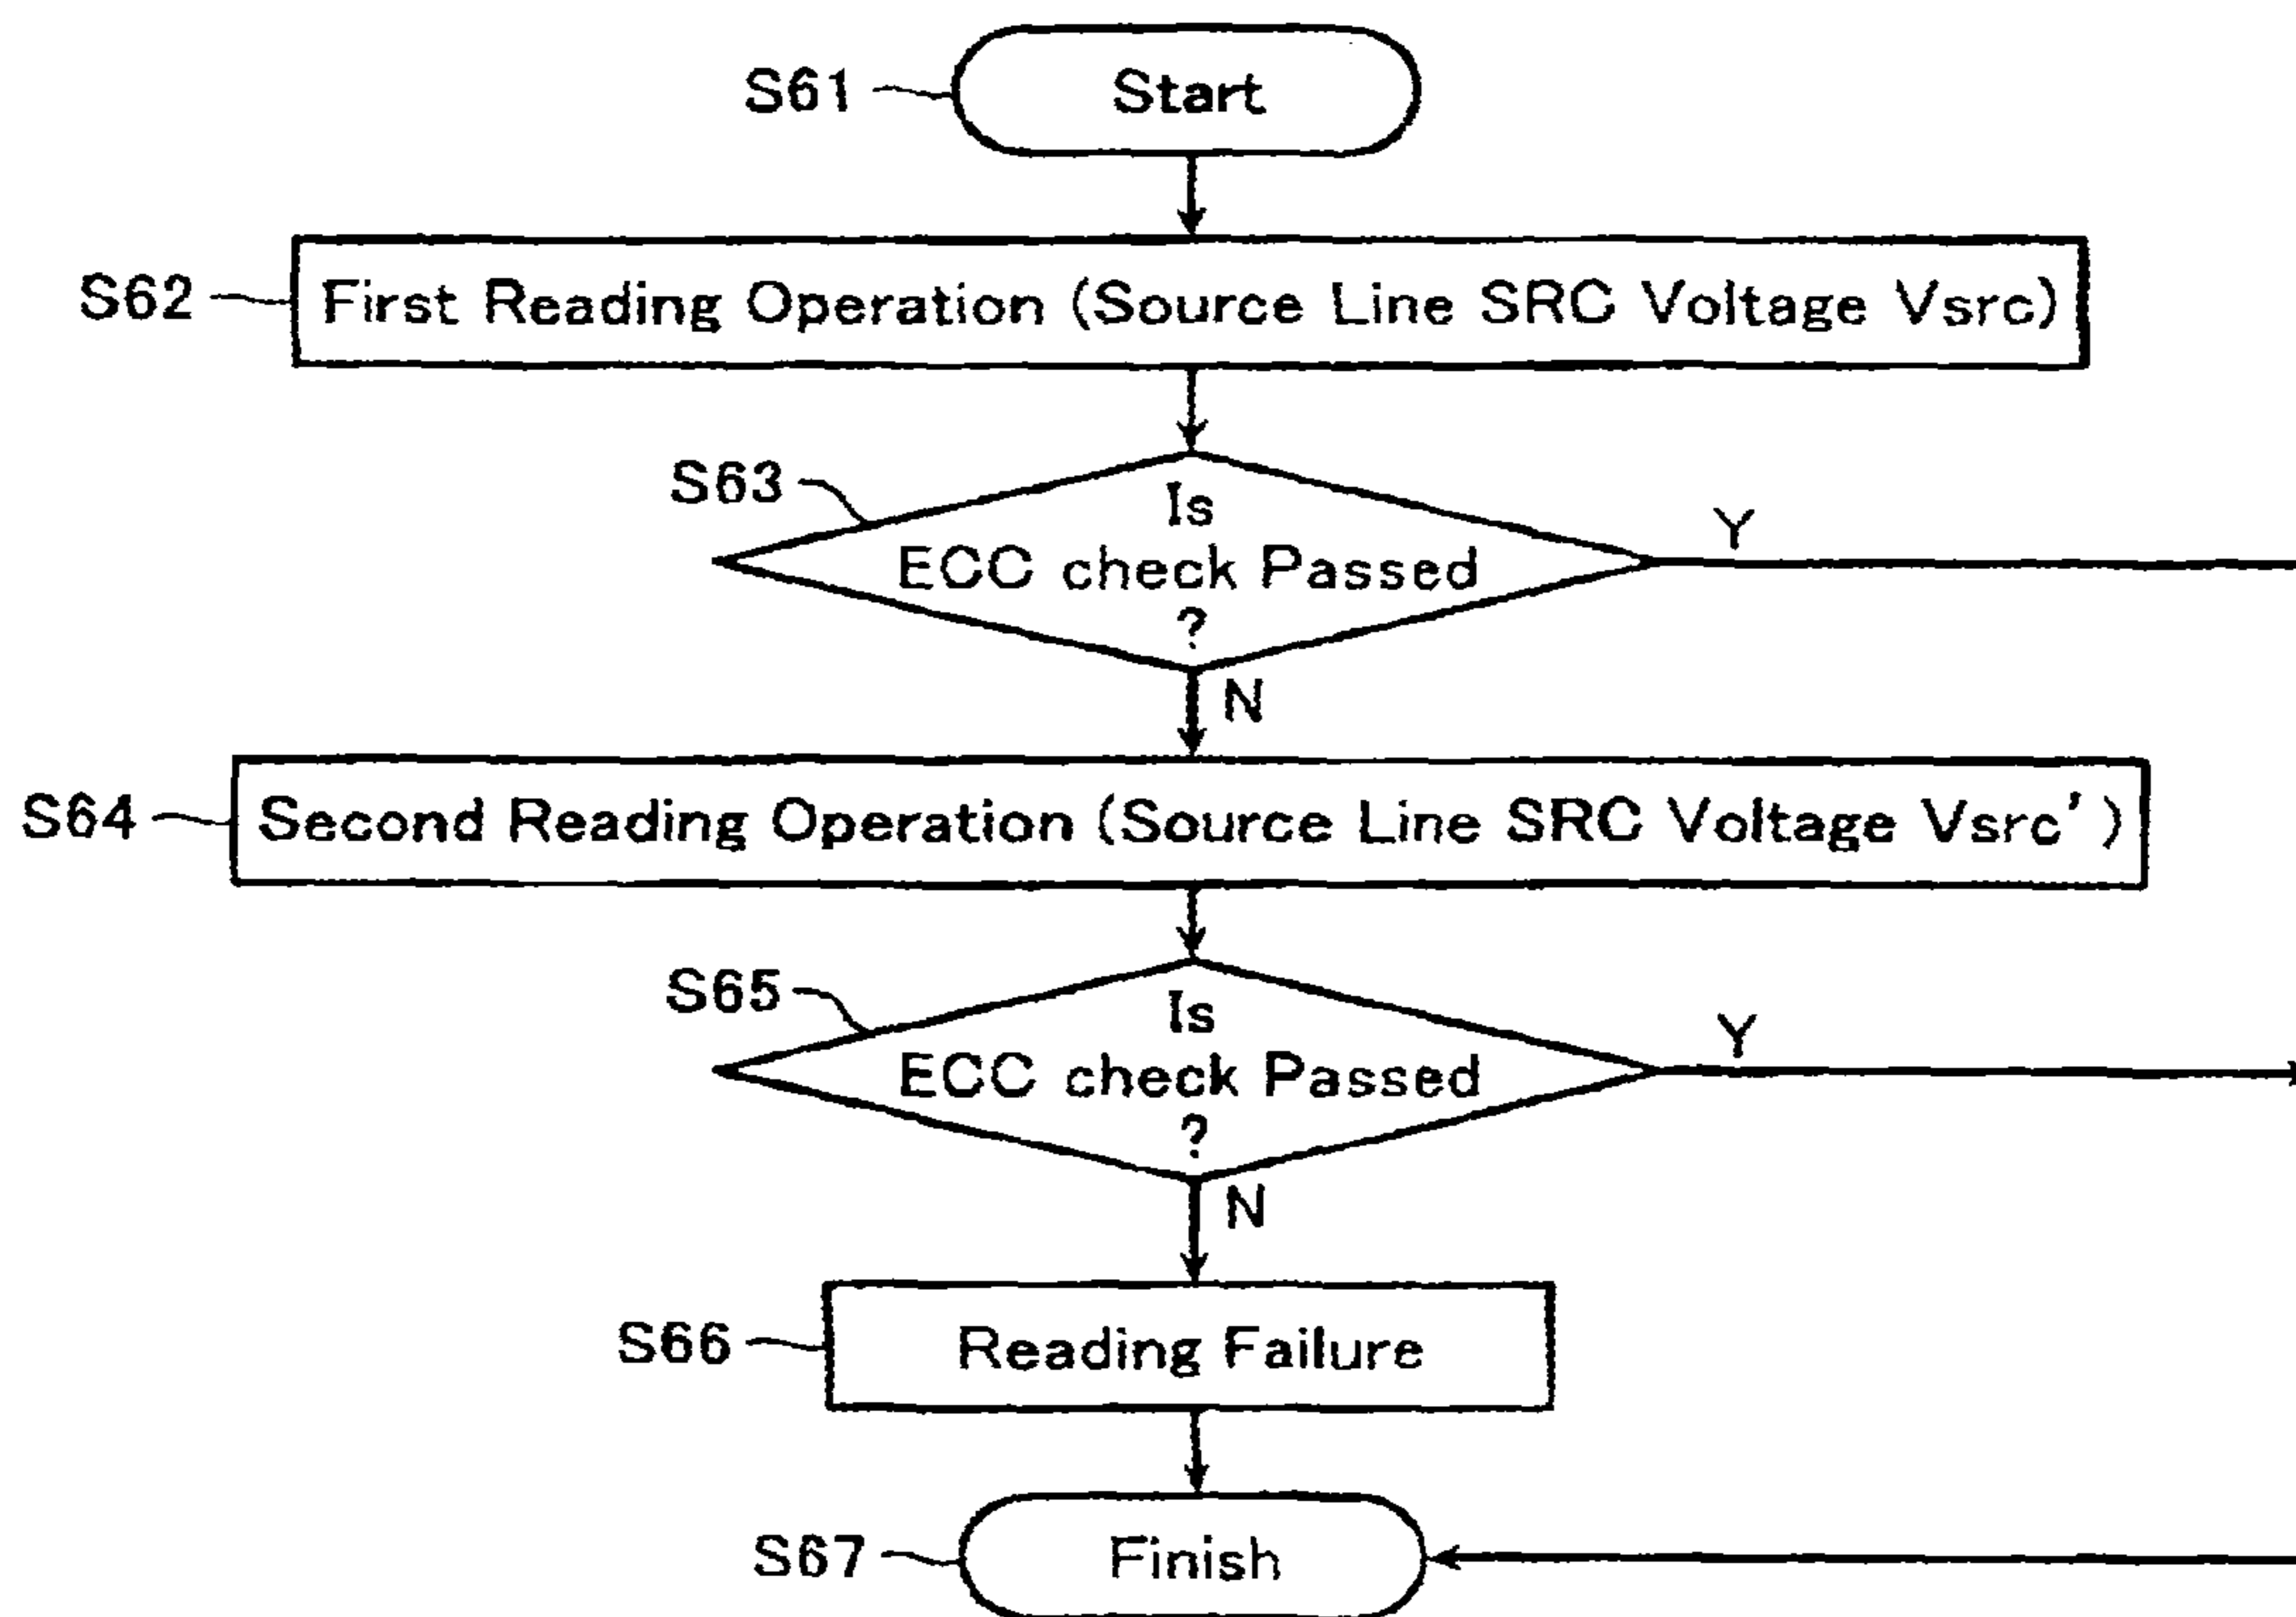 S61
Start
S62
First Reading Operation (Source Line SRC Voltage Vsrc)
S63
Is
ECC check Passed
?
Y
N
S64
Second Reading Operation (Source Line SRC Voltage Vsrc')
S65
Is
ECC check Passed
?
Y
N
S66
Reading Failure
S67
Finish